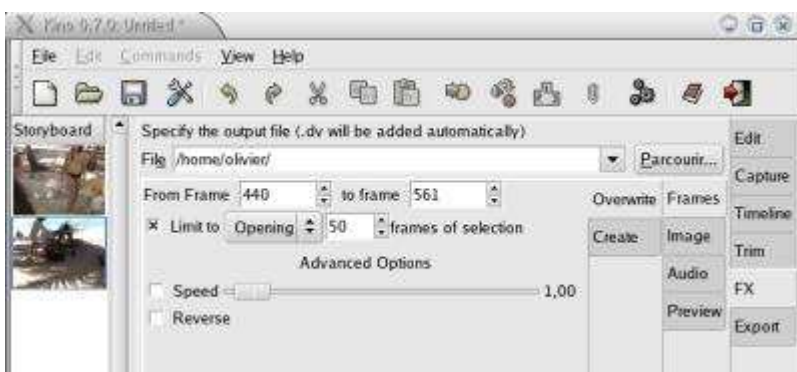 Kino 0.7.0: Untitled *
File Edit Commands View Help
Storyboard
Specify the output file (.dv will be added automatically)
File /home/olivier/ Parcourir...
From Frame 440 to frame 561
Limit to Opening 50 frames of selection
Advanced Options
Speed 1,00
Reverse
Overwrite
Create
Frames
Image
Audio
Preview
Edit
Capture
Timeline
Trim
FX
Export